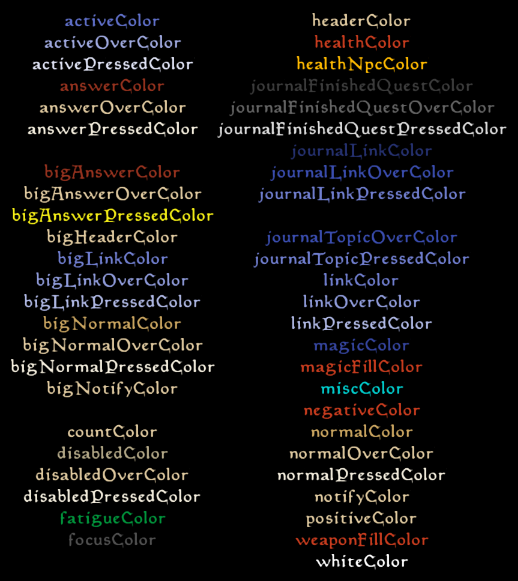 activeColor
activeOverColor
activePressedColor
answerColor
answerOverColor
answerPressedColor
bigAnswerColor
bigAnswerOverColor
bigAnswerPressedColor
bigHeaderColor
bigLinkColor
bigLinkOverColor
bigLinkPressedColor
bigNormalColor
bigNormalOverColor
bigNormalPressedColor
bigNotifyColor
countColor
disabledColor
disabledOverColor
disabledPressedColor
fatigueColor
focusColor
headerColor
healthColor
healthNpcColor
journalFinishedQuestColor
journalFinishedQuestOverColor
journalFinishedQuestPressedColor
journalLinkColor
journalLinkOverColor
journalLinkPressedColor
journalTopicOverColor
journalTopicPressedColor
linkColor
linkOverColor
linkPressedColor
magicColor
magicFillColor
miscColor
negativeColor
normalColor
normalOverColor
normalPressedColor
notifyColor
positiveColor
weaponFillColor
whiteColor